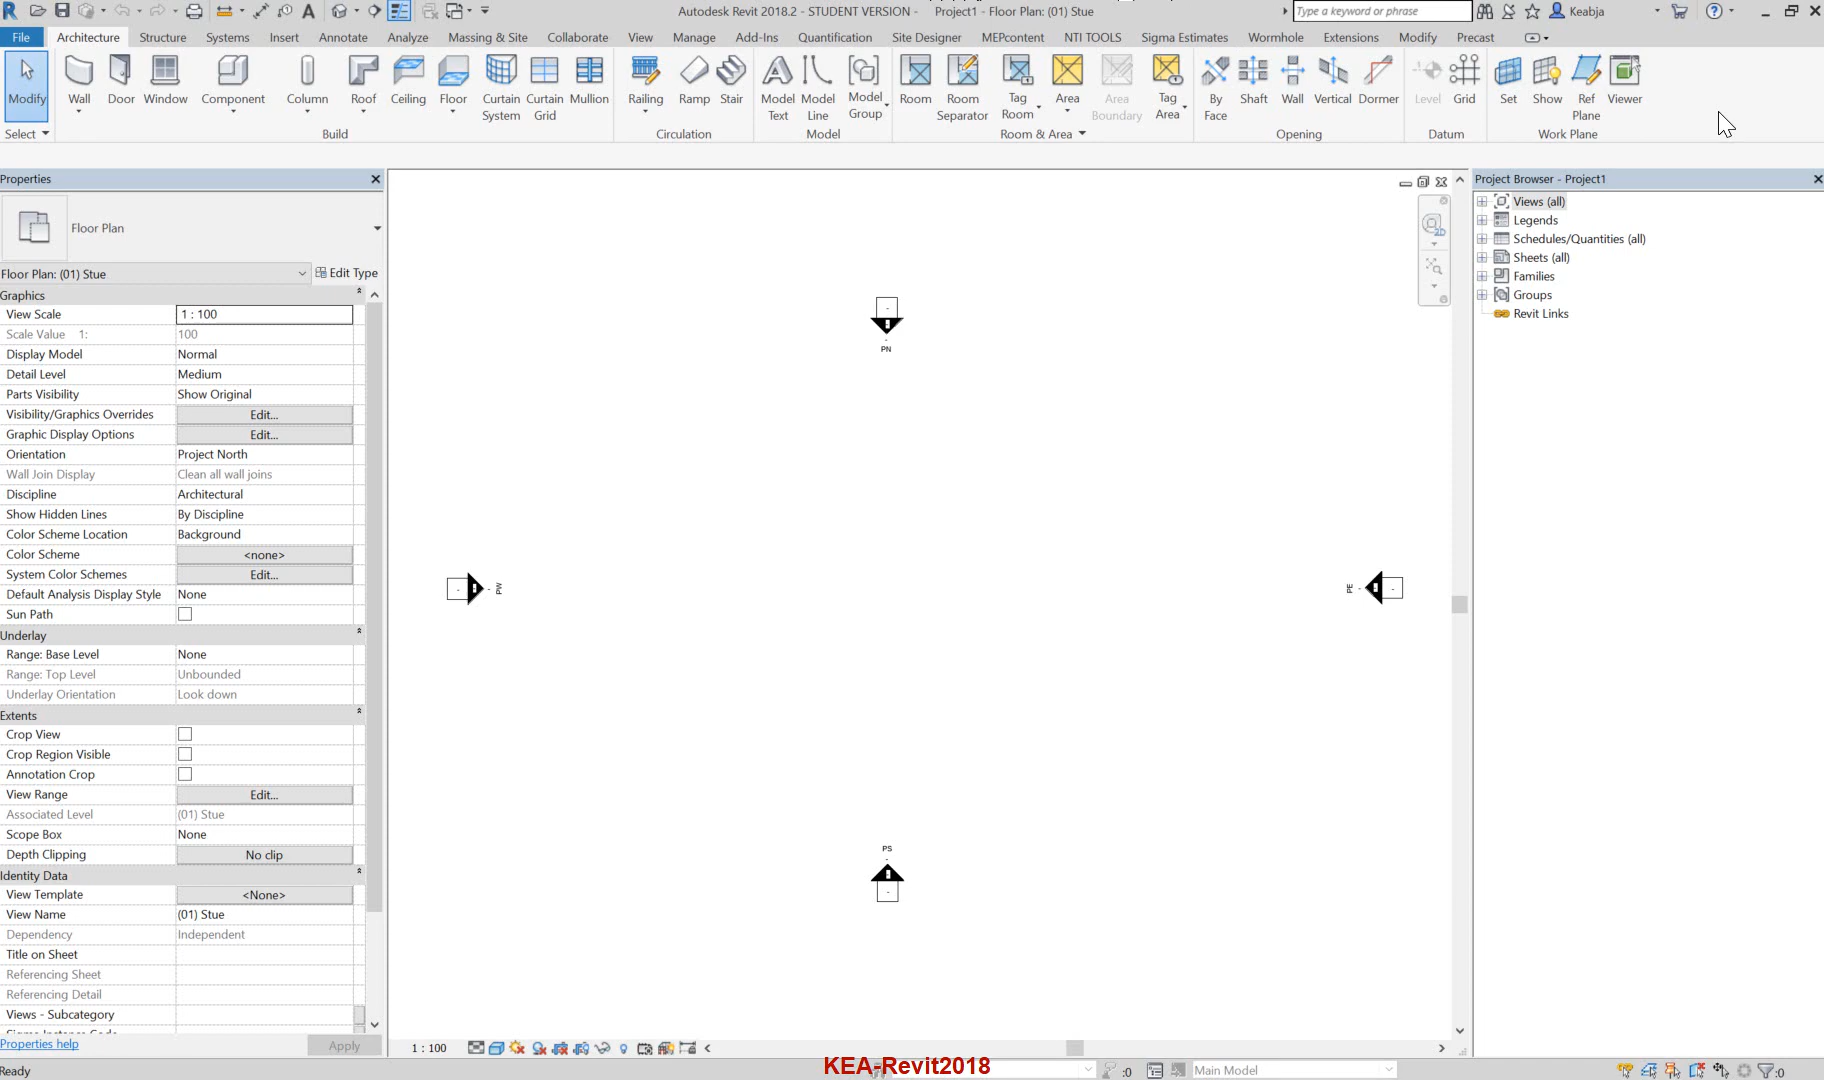 Autodesk Revit 2018.2 - STUDENT VERSION - Project1 - Floor Plan: (01) Stue
Type a keyword or phrase
Keabja
File Architecture Structure Systems Insert Annotate Analyze Massing & Site Collaborate View Manage Add-Ins Quantification Site Designer MEPcontent NTI TOOLS Sigma Estimates Wormhole Extensions Modify Precast
Modify Wall Door Window Component Column Roof Ceiling Floor Curtain System Curtain Grid Mullion Railing Ramp Stair Model Text Model Line Model Group Room Room Separator Tag Room Area Area Boundary Tag Area By Face Shaft Wall Vertical Dormer Level Grid Set Show Ref Plane Viewer
Select Build Circulation Model Room & Area Opening Datum Work Plane
Properties
Floor Plan
Floor Plan: (01) Stue Edit Type
Graphics
View Scale 1 : 100
Scale Value 1: 100
Display Model Normal
Detail Level Medium
Parts Visibility Show Original
Visibility/Graphics Overrides Edit...
Graphic Display Options Edit...
Orientation Project North
Wall Join Display Clean all wall joins
Discipline Architectural
Show Hidden Lines By Discipline
Color Scheme Location Background
Color Scheme <none>
System Color Schemes Edit...
Default Analysis Display Style None
Sun Path
Underlay
Range: Base Level None
Range: Top Level Unbounded
Underlay Orientation Look down
Extents
Crop View
Crop Region Visible
Annotation Crop
View Range Edit...
Associated Level (01) Stue
Scope Box None
Depth Clipping No clip
Identity Data
View Template <None>
View Name (01) Stue
Dependency Independent
Title on Sheet
Referencing Sheet
Referencing Detail
Views - Subcategory
Properties help Apply
Ready
PN
PW
PE
PS
2D
1 : 100
KEA-Revit2018
:0
Main Model
:0
Project Browser - Project1
Views (all)
Legends
Schedules/Quantities (all)
Sheets (all)
Families
Groups
Revit Links